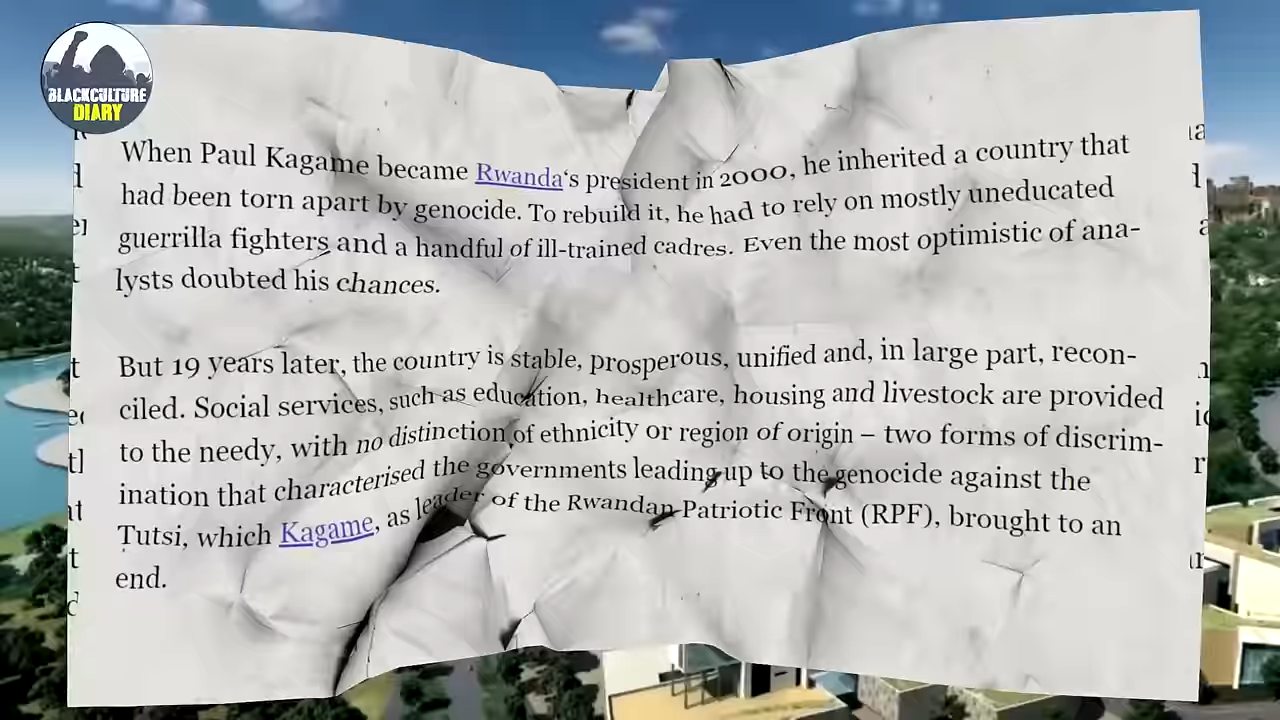 BLACKCULTURE
DIARY
When Paul Kagame became Rwanda‘s president in 2000, he inherited a country that
had been torn apart by genocide. To rebuild it, he had to rely on mostly uneducated
guerrilla fighters and a handful of ill-trained cadres. Even the most optimistic of ana-
lysts doubted his chances.
But 19 years later, the country is stable, prosperous, unified and, in large part, recon-
ciled. Social services, such as education, healthcare, housing and livestock are provided
to the needy, with no distinction of ethnicity or region of origin – two forms of discrim-
ination that characterised the governments leading up to the genocide against the
Tutsi, which Kagame, as leader of the Rwandan Patriotic Front (RPF), brought to an
end.